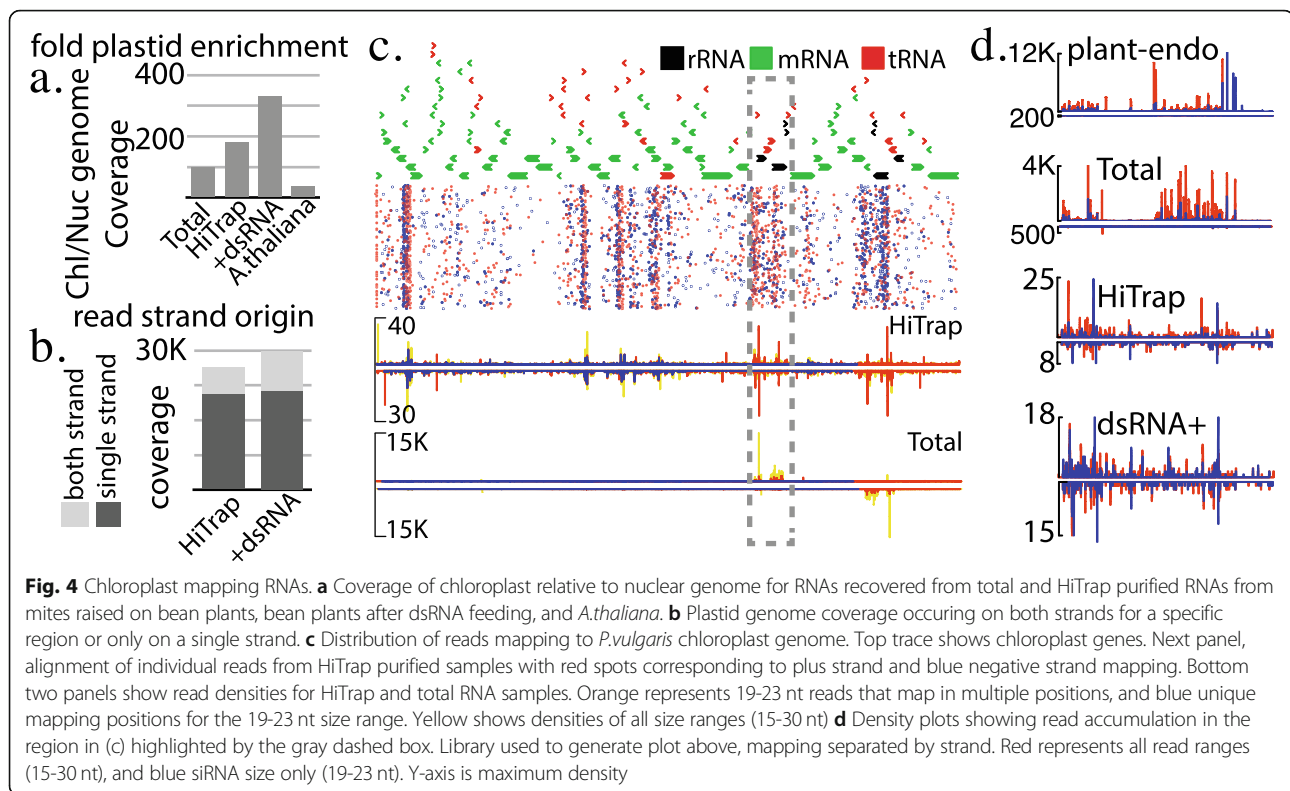 fold plastid enrichment
a.
Chl/Nuc genome
Coverage
400
200
Total
HiTrap
+dsRNA
A.thaliana
read strand origin
b.
both strand
single strand
coverage
30K
HiTrap
+dsRNA
c.
rRNA mRNA tRNA
40
HiTrap
30
15K
Total
15K
d.
12K
plant-endo
200
4K
Total
500
25
HiTrap
8
18
dsRNA+
15
Fig. 4 Chloroplast mapping RNAs. a Coverage of chloroplast relative to nuclear genome for RNAs recovered from total and HiTrap purified RNAs from
mites raised on bean plants, bean plants after dsRNA feeding, and A.thaliana. b Plastid genome coverage occuring on both strands for a specific
region or only on a single strand. c Distribution of reads mapping to P.vulgaris chloroplast genome. Top trace shows chloroplast genes. Next panel,
alignment of individual reads from HiTrap purified samples with red spots corresponding to plus strand and blue negative strand mapping. Bottom
two panels show read densities for HiTrap and total RNA samples. Orange represents 19-23 nt reads that map in multiple positions, and blue unique
mapping positions for the 19-23 nt size range. Yellow shows densities of all size ranges (15-30 nt) d Density plots showing read accumulation in the
region in (c) highlighted by the gray dashed box. Library used to generate plot above, mapping separated by strand. Red represents all read ranges
(15-30 nt), and blue siRNA size only (19-23 nt). Y-axis is maximum density